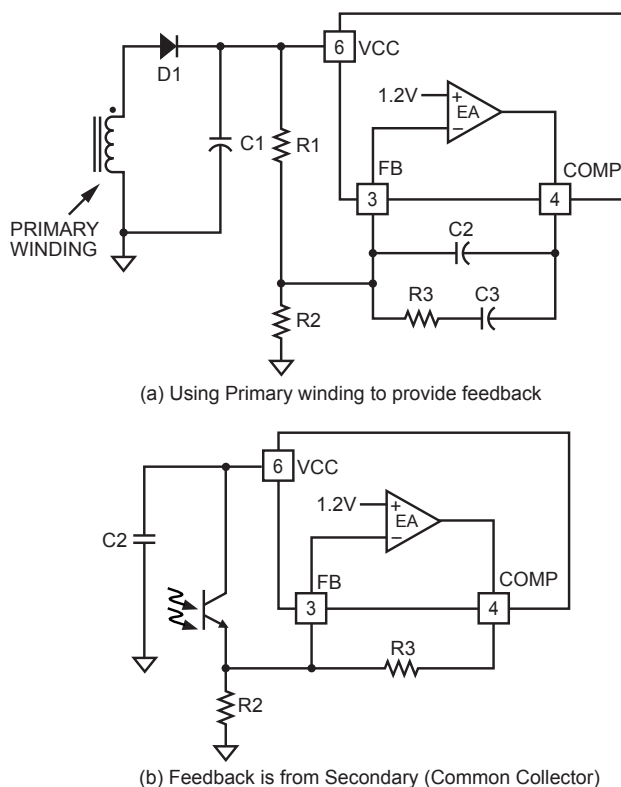 6
VCC
D1
1.2V
+
EA
−
C1
R1
FB
COMP
3
4
PRIMARY
WINDING
C2
R3
C3
R2
(a) Using Primary winding to provide feedback
6
VCC
1.2V
+
EA
−
C2
FB
COMP
3
4
R3
R2
(b) Feedback is from Secondary (Common Collector)